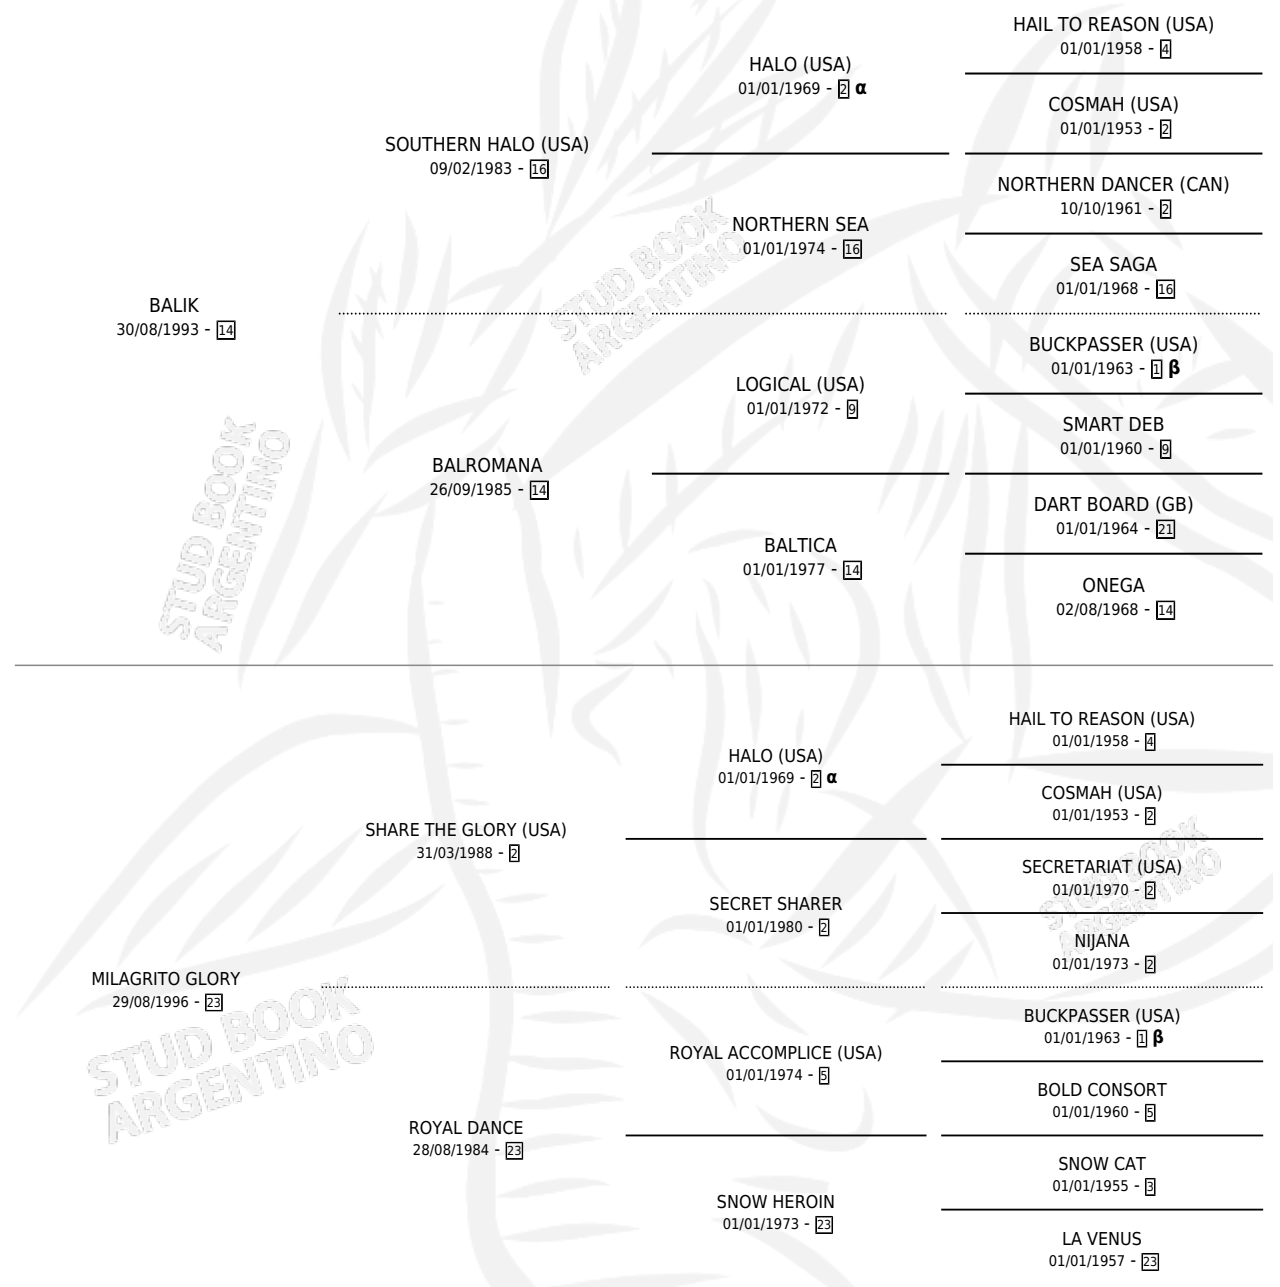 HAIL TO REASON (USA)
01/01/1958 - 4
HALO (USA)
01/01/1969 - 2 α
COSMAH (USA)
01/01/1953 - 2
SOUTHERN HALO (USA)
09/02/1983 - 16
NORTHERN DANCER (CAN)
10/10/1961 - 2
NORTHERN SEA
01/01/1974 - 16
SEA SAGA
01/01/1968 - 16
BALIK
30/08/1993 - 14
BUCKPASSER (USA)
01/01/1963 - 1 β
LOGICAL (USA)
01/01/1972 - 9
SMART DEB
01/01/1960 - 9
BALROMANA
26/09/1985 - 14
DART BOARD (GB)
01/01/1964 - 21
BALTICA
01/01/1977 - 14
ONEGA
02/08/1968 - 14
STUD BOOK
ARGENTINO
STUD BOOK
ARGENTINO
HAIL TO REASON (USA)
01/01/1958 - 4
HALO (USA)
01/01/1969 - 2 α
COSMAH (USA)
01/01/1953 - 2
SHARE THE GLORY (USA)
31/03/1988 - 2
SECRETARIAT (USA)
01/01/1970 - 2
SECRET SHARER
01/01/1980 - 2
NIJANA
01/01/1973 - 2
MILAGRITO GLORY
29/08/1996 - 23
BUCKPASSER (USA)
01/01/1963 - 1 β
ROYAL ACCOMPLICE (USA)
01/01/1974 - 5
BOLD CONSORT
01/01/1960 - 5
ROYAL DANCE
28/08/1984 - 23
SNOW CAT
01/01/1955 - 3
SNOW HEROIN
01/01/1973 - 23
LA VENUS
01/01/1957 - 23
STUD BOOK
ARGENTINO
STUD BOOK
ARGENTINO